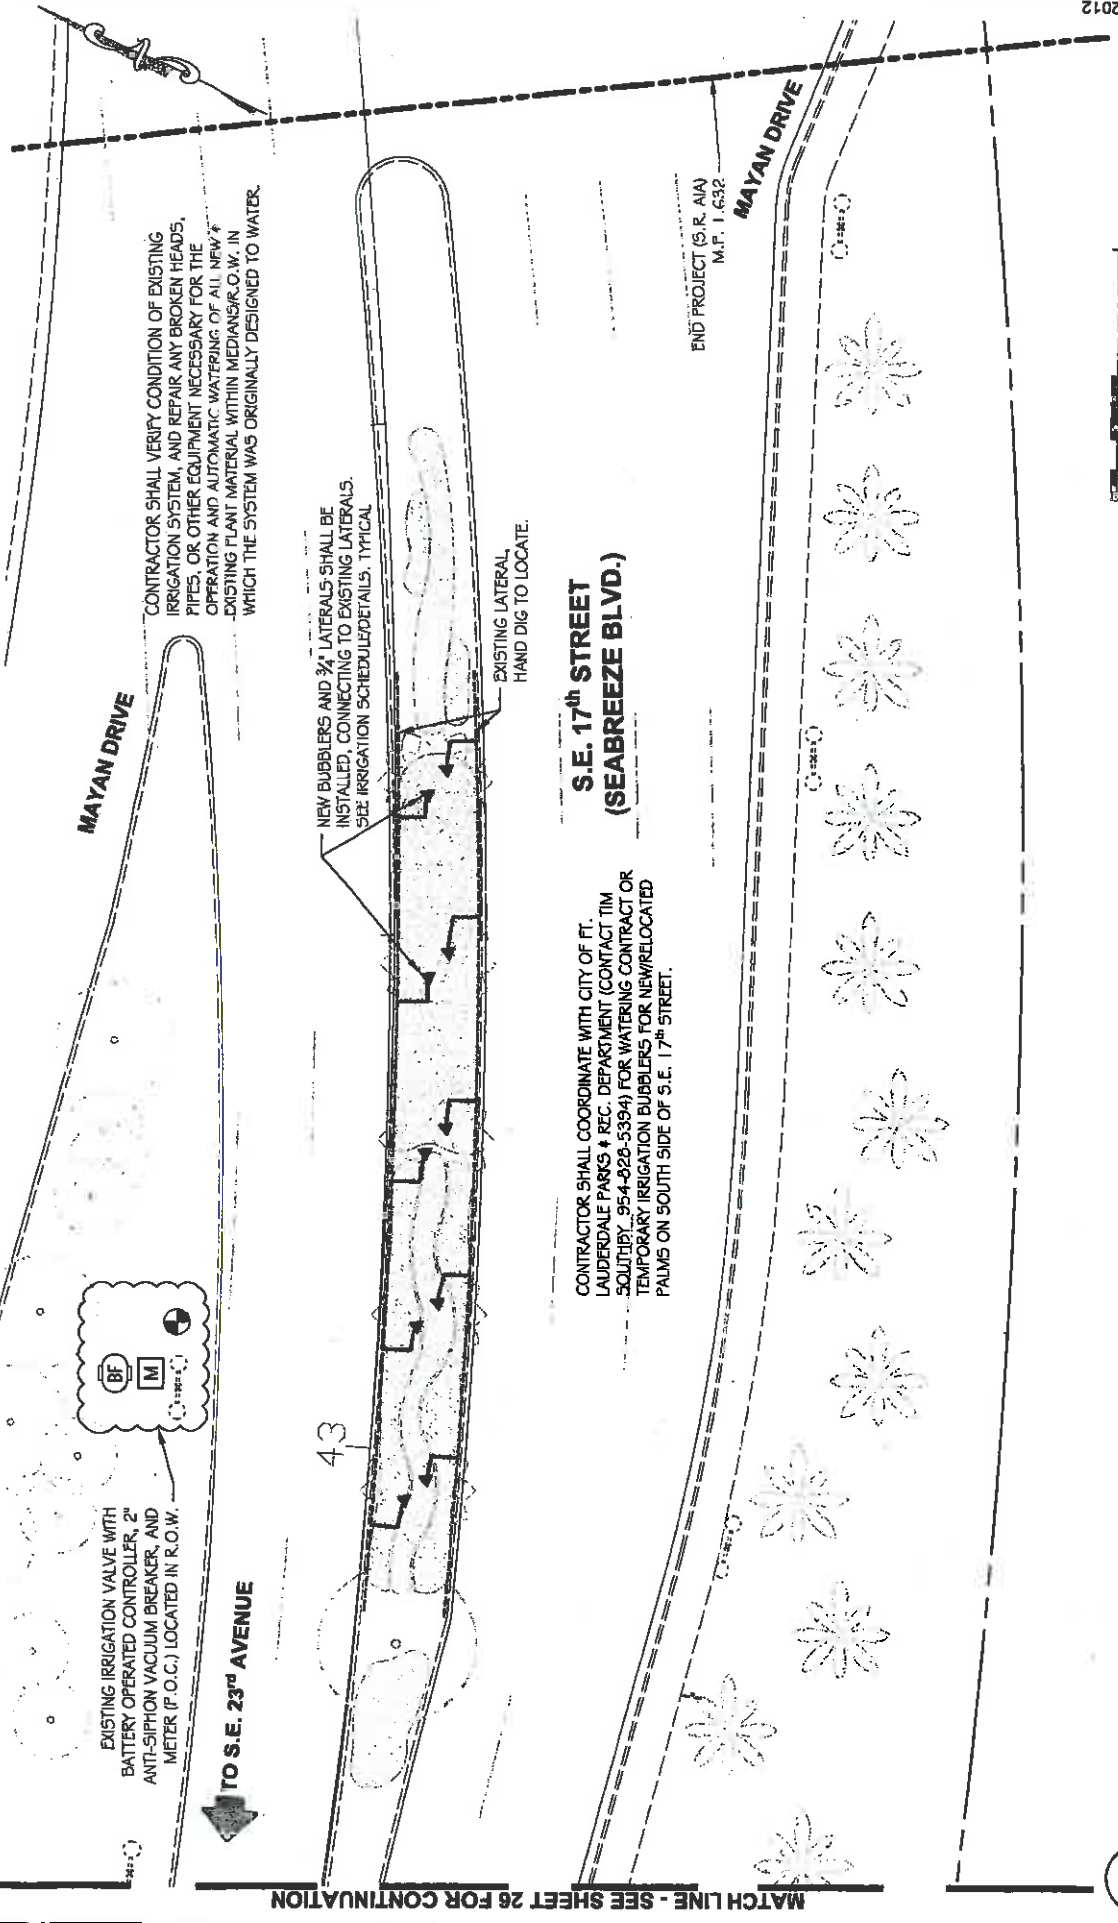 CONTRACTOR SHALL VERIFY CONDITION OF EXISTING
IRRIGATION SYSTEM, AND REPAIR ANY BROKEN HEADS,
PIPES, OR OTHER EQUIPMENT NECESSARY FOR THE
OPERATION AND AUTOMATIC WATERING OF ALL NEW &
EXISTING PLANT MATERIAL WITHIN MEDIANS/R.O.W. IN
WHICH THE SYSTEM WAS ORIGINALLY DESIGNED TO WATER.
MAYAN DRIVE
BF
M
EXISTING IRRIGATION VALVE WITH
BATTERY OPERATED CONTROLLER, 2"
ANTI-SIPHON VACUUM BREAKER, AND
METER (P.O.C.) LOCATED IN R.O.W.
TO S.E. 23rd AVENUE
NEW BUBBLERS AND 3/4" LATERALS SHALL BE
INSTALLED, CONNECTING TO EXISTING LATERALS.
SEE IRRIGATION SCHEDULE/DETAILS, TYPICAL
43
EXISTING LATERAL,
HAND DIG TO LOCATE.
S.E. 17th STREET
(SEABREEZE BLVD.)
CONTRACTOR SHALL COORDINATE WITH CITY OF FT.
LAUDERDALE PARKS & REC. DEPARTMENT (CONTACT TIM
SOUTHBY 954-828-5394) FOR WATERING CONTRACT OR
TEMPORARY IRRIGATION BUBBLERS FOR NEW/RELOCATED
PALMS ON SOUTH SIDE OF S.E. 17th STREET.
END PROJECT (S.R. A1A)
M.P. 1.632
MAYAN DRIVE
MATCH LINE - SEE SHEET 26 FOR CONTINUATION
2012